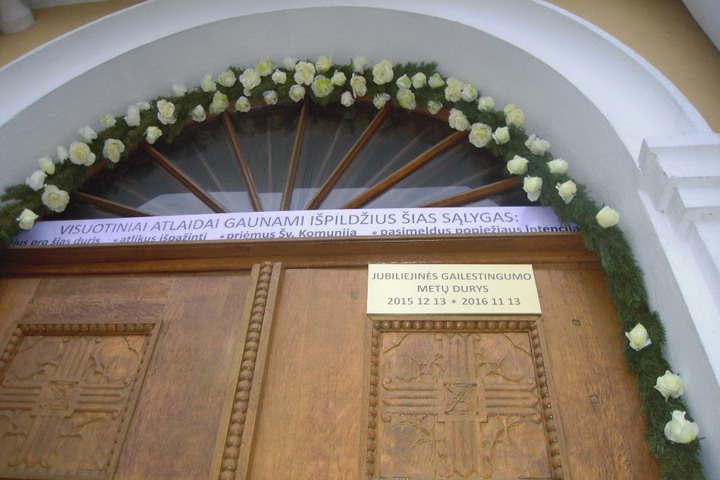 VISUOTINIAI ATLAIDAI GAUNAMI IŠPILDŽIUS ŠIAS SĄLYGAS:
pro šias duris • atlikus išpažintį • priėmus Šv. Komuniją • pasimeldus popiežiaus intencija
JUBILIEJINĖS GAILESTINGUMO
METŲ DURYS
2015 12 13 * 2016 11 13